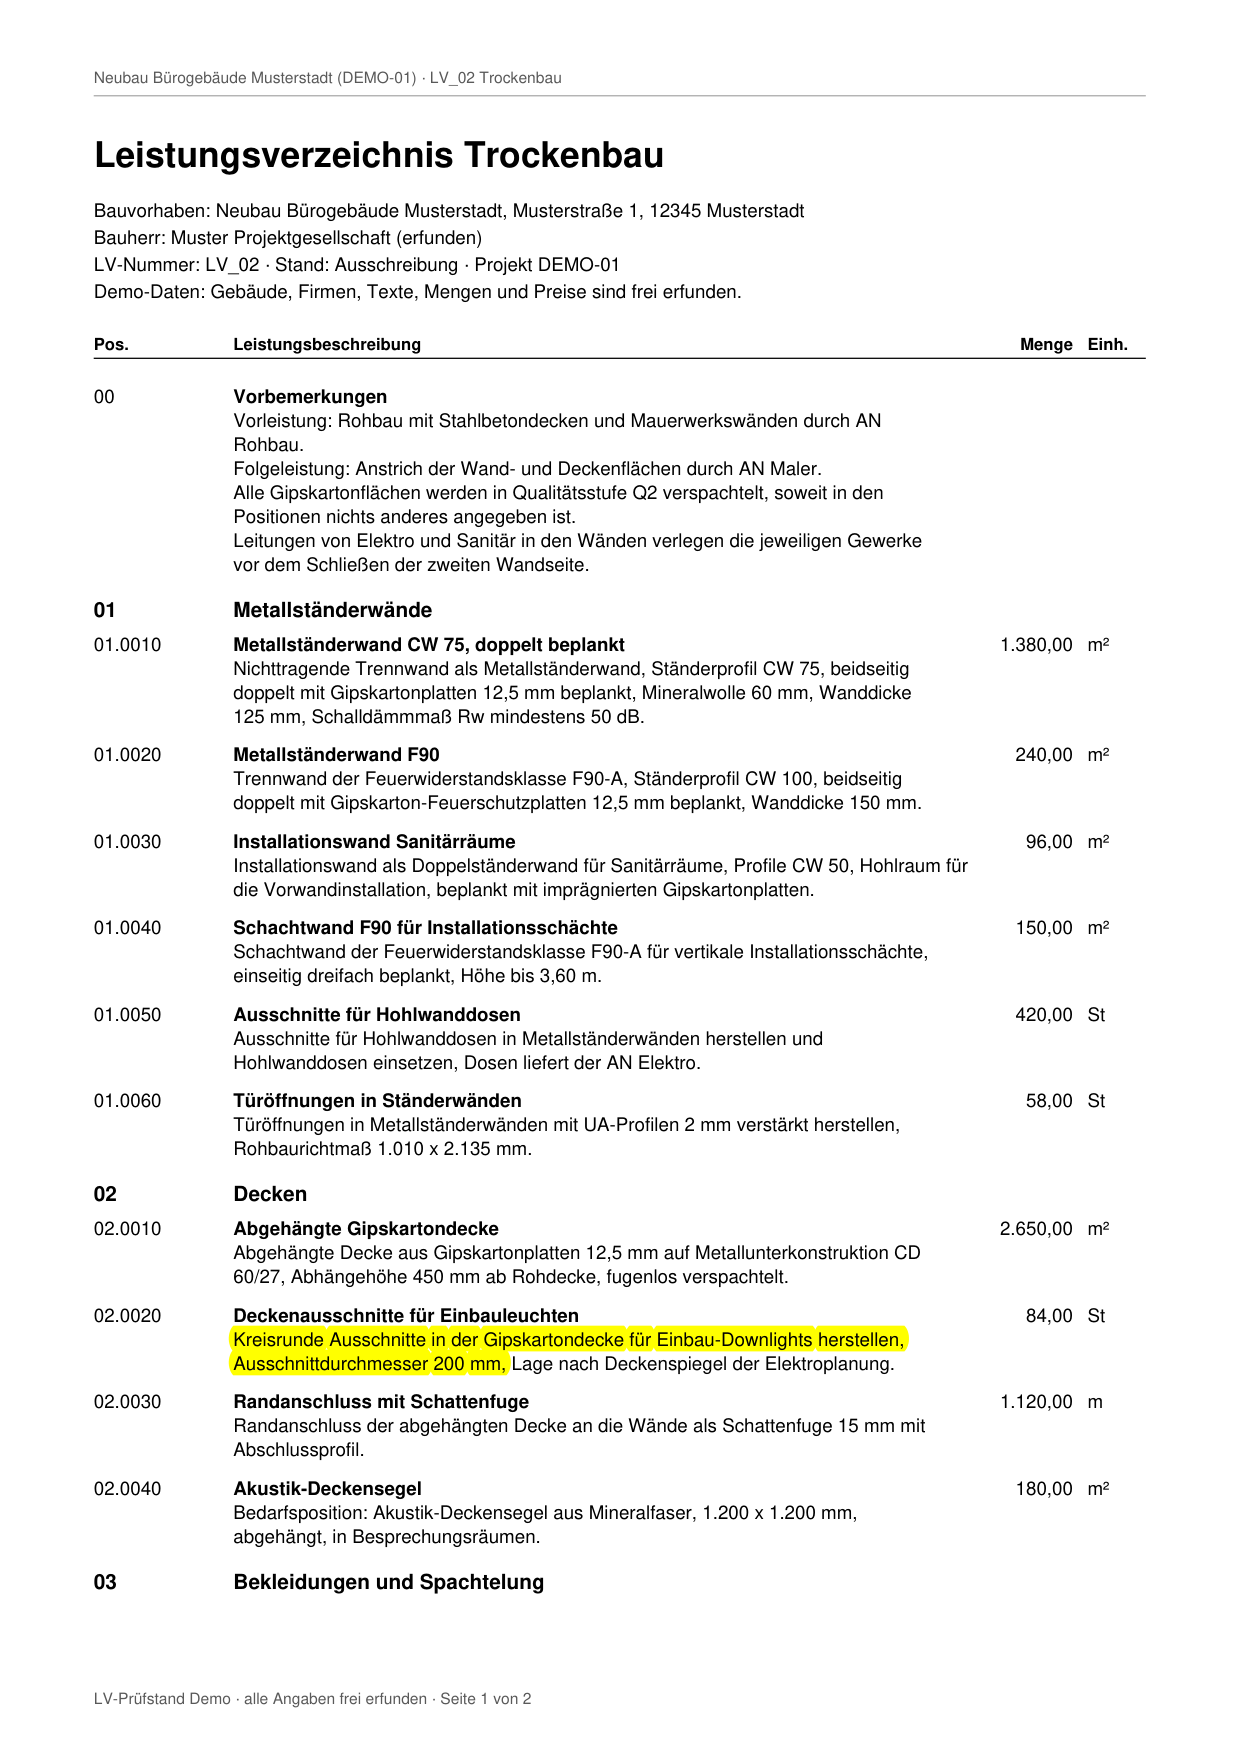 Neubau Bürogebäude Musterstadt (DEMO-01) · LV_02 Trockenbau
Leistungsverzeichnis Trockenbau
Bauvorhaben: Neubau Bürogebäude Musterstadt, Musterstraße 1, 12345 Musterstadt
Bauherr: Muster Projektgesellschaft (erfunden)
LV-Nummer: LV_02 · Stand: Ausschreibung · Projekt DEMO-01
Demo-Daten: Gebäude, Firmen, Texte, Mengen und Preise sind frei erfunden.
Pos. Leistungsbeschreibung Menge Einh.
00 Vorbemerkungen
Vorleistung: Rohbau mit Stahlbetondecken und Mauerwerkswänden durch AN
Rohbau.
Folgeleistung: Anstrich der Wand- und Deckenflächen durch AN Maler.
Alle Gipskartonflächen werden in Qualitätsstufe Q2 verspachtelt, soweit in den
Positionen nichts anderes angegeben ist.
Leitungen von Elektro und Sanitär in den Wänden verlegen die jeweiligen Gewerke
vor dem Schließen der zweiten Wandseite.
01 Metallständerwände
01.0010 Metallständerwand CW 75, doppelt beplankt 1.380,00 m²
Nichttragende Trennwand als Metallständerwand, Ständerprofil CW 75, beidseitig
doppelt mit Gipskartonplatten 12,5 mm beplankt, Mineralwolle 60 mm, Wanddicke
125 mm, Schalldämmmaß Rw mindestens 50 dB.
01.0020 Metallständerwand F90 240,00 m²
Trennwand der Feuerwiderstandsklasse F90-A, Ständerprofil CW 100, beidseitig
doppelt mit Gipskarton-Feuerschutzplatten 12,5 mm beplankt, Wanddicke 150 mm.
01.0030 Installationswand Sanitärräume 96,00 m²
Installationswand als Doppelständerwand für Sanitärräume, Profile CW 50, Hohlraum für
die Vorwandinstallation, beplankt mit imprägnierten Gipskartonplatten.
01.0040 Schachtwand F90 für Installationsschächte 150,00 m²
Schachtwand der Feuerwiderstandsklasse F90-A für vertikale Installationsschächte,
einseitig dreifach beplankt, Höhe bis 3,60 m.
01.0050 Ausschnitte für Hohlwanddosen 420,00 St
Ausschnitte für Hohlwanddosen in Metallständerwänden herstellen und
Hohlwanddosen einsetzen, Dosen liefert der AN Elektro.
01.0060 Türöffnungen in Ständerwänden 58,00 St
Türöffnungen in Metallständerwänden mit UA-Profilen 2 mm verstärkt herstellen,
Rohbaurichtmaß 1.010 x 2.135 mm.
02 Decken
02.0010 Abgehängte Gipskartondecke 2.650,00 m²
Abgehängte Decke aus Gipskartonplatten 12,5 mm auf Metallunterkonstruktion CD
60/27, Abhängehöhe 450 mm ab Rohdecke, fugenlos verspachtelt.
02.0020 Deckenausschnitte für Einbauleuchten 84,00 St
Kreisrunde Ausschnitte in der Gipskartondecke für Einbau-Downlights herstellen,
Ausschnittdurchmesser 200 mm, Lage nach Deckenspiegel der Elektroplanung.
02.0030 Randanschluss mit Schattenfuge 1.120,00 m
Randanschluss der abgehängten Decke an die Wände als Schattenfuge 15 mm mit
Abschlussprofil.
02.0040 Akustik-Deckensegel 180,00 m²
Bedarfsposition: Akustik-Deckensegel aus Mineralfaser, 1.200 x 1.200 mm,
abgehängt, in Besprechungsräumen.
03 Bekleidungen und Spachtelung
LV-Prüfstand Demo · alle Angaben frei erfunden · Seite 1 von 2